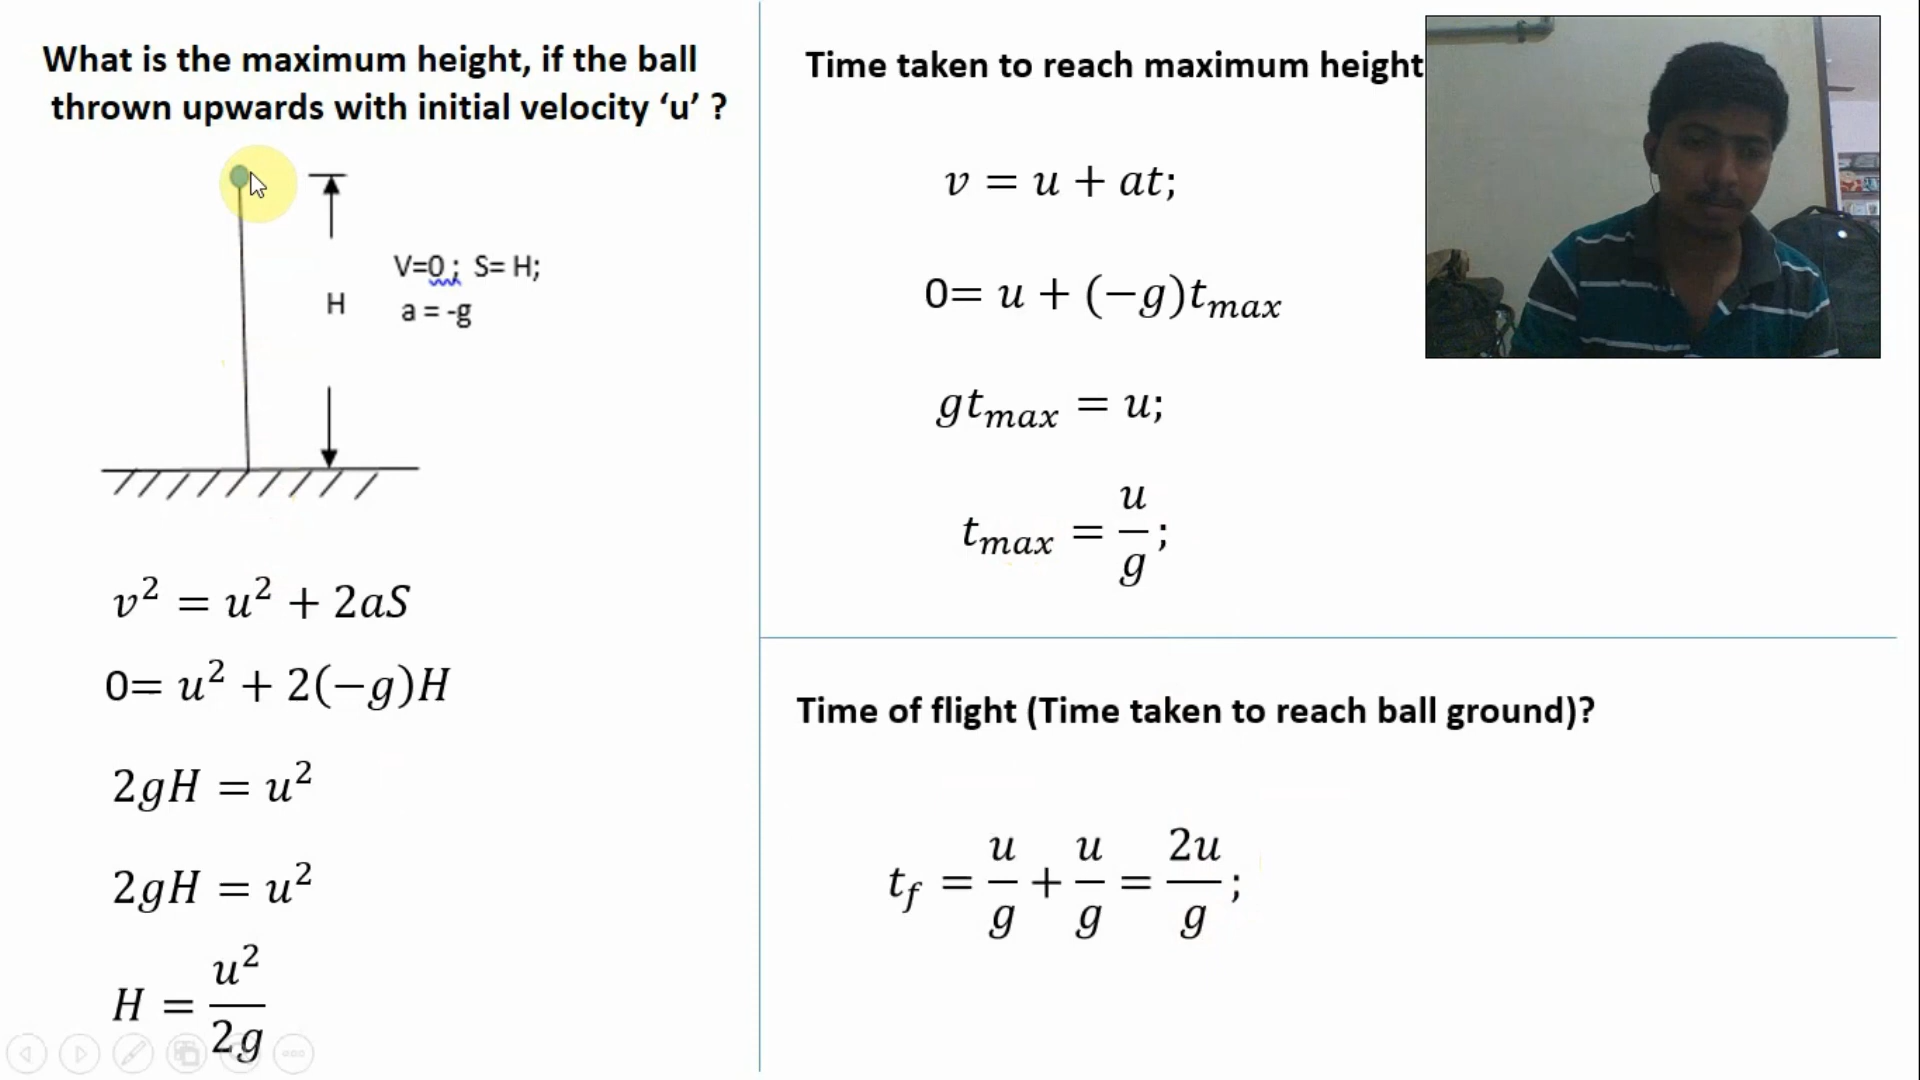 What is the maximum height, if the ball
thrown upwards with initial velocity ‘u’ ?
V=0 ; S= H;
H
a = -g
v² = u² + 2aS
0= u² + 2(−g)H
2gH = u²
2gH = u²
H = u²/2g
Time taken to reach maximum height
v = u + at;
0= u + (−g)t_max
gt_max = u;
t_max = u/g;
Time of flight (Time taken to reach ball ground)?
t_f = u/g + u/g = 2u/g;